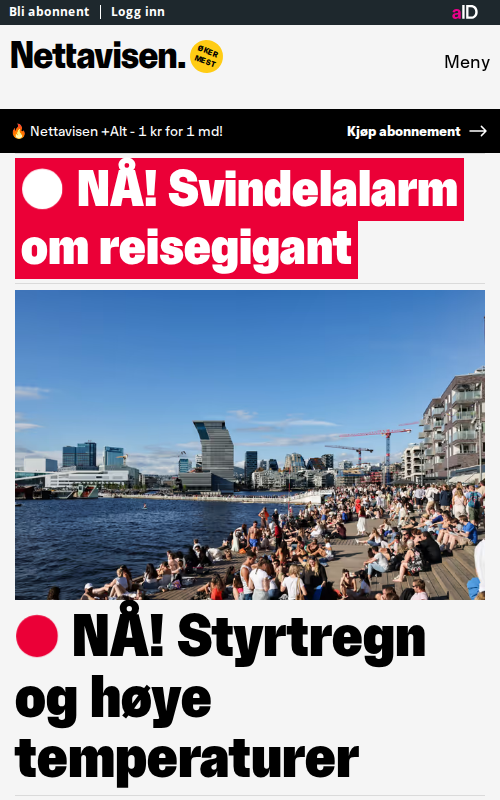 Bli abonnent | Logg inn
aID
Nettavisen.
ØKER
MEST
Meny
🔥 Nettavisen +Alt - 1 kr for 1 md!
Kjøp abonnement →
NÅ! Svindelalarm
om reisegigant
NÅ! Styrtregn
og høye
temperaturer